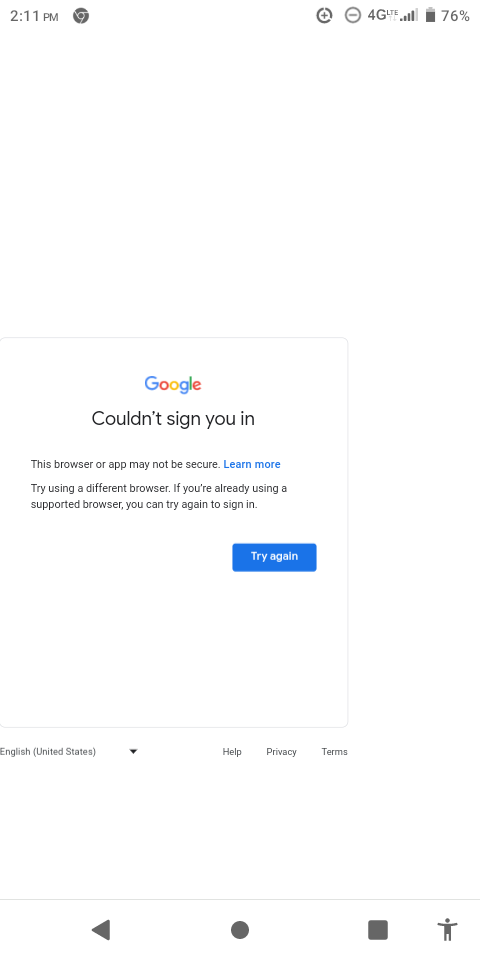 2:11 PM 4G LTE 76%
Google
Couldn't sign you in
This browser or app may not be secure. Learn more
Try using a different browser. If you're already using a
supported browser, you can try again to sign in.
Try again
English (United States) Help Privacy Terms